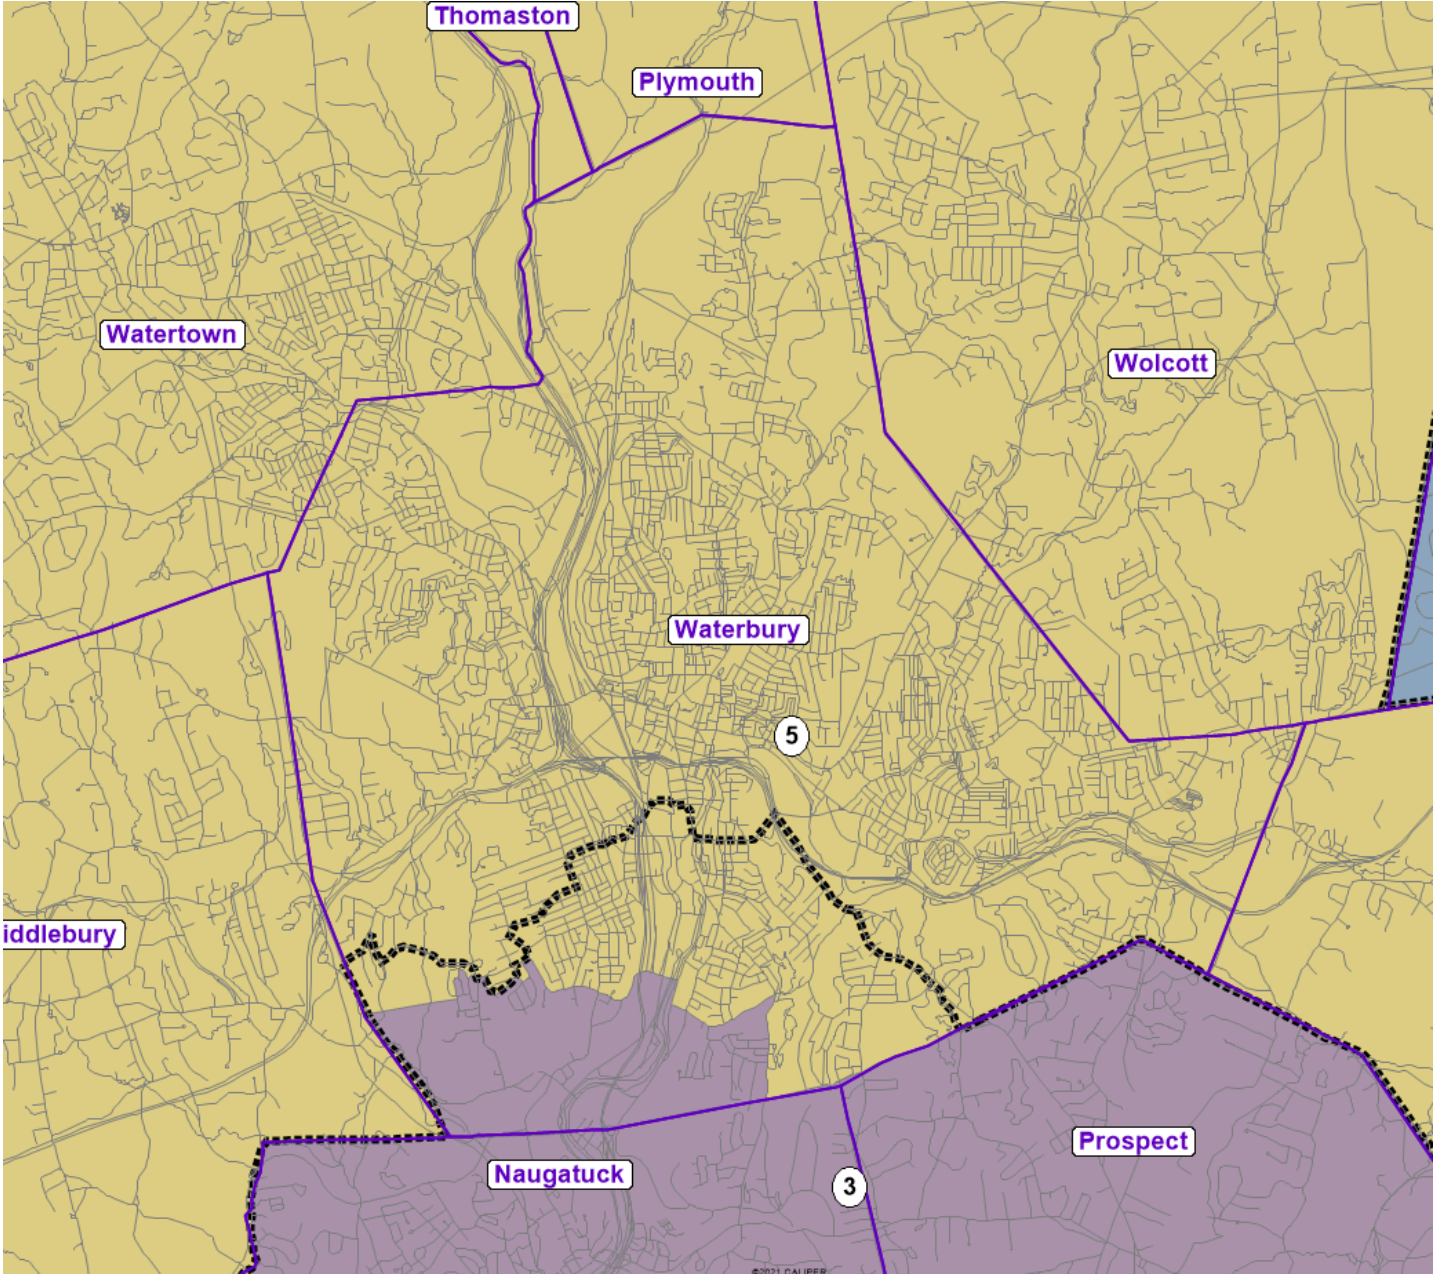 Thomaston
Plymouth
Watertown
Wolcott
Waterbury
5
iddlebury
Prospect
Naugatuck
3
©2021 CALIPER